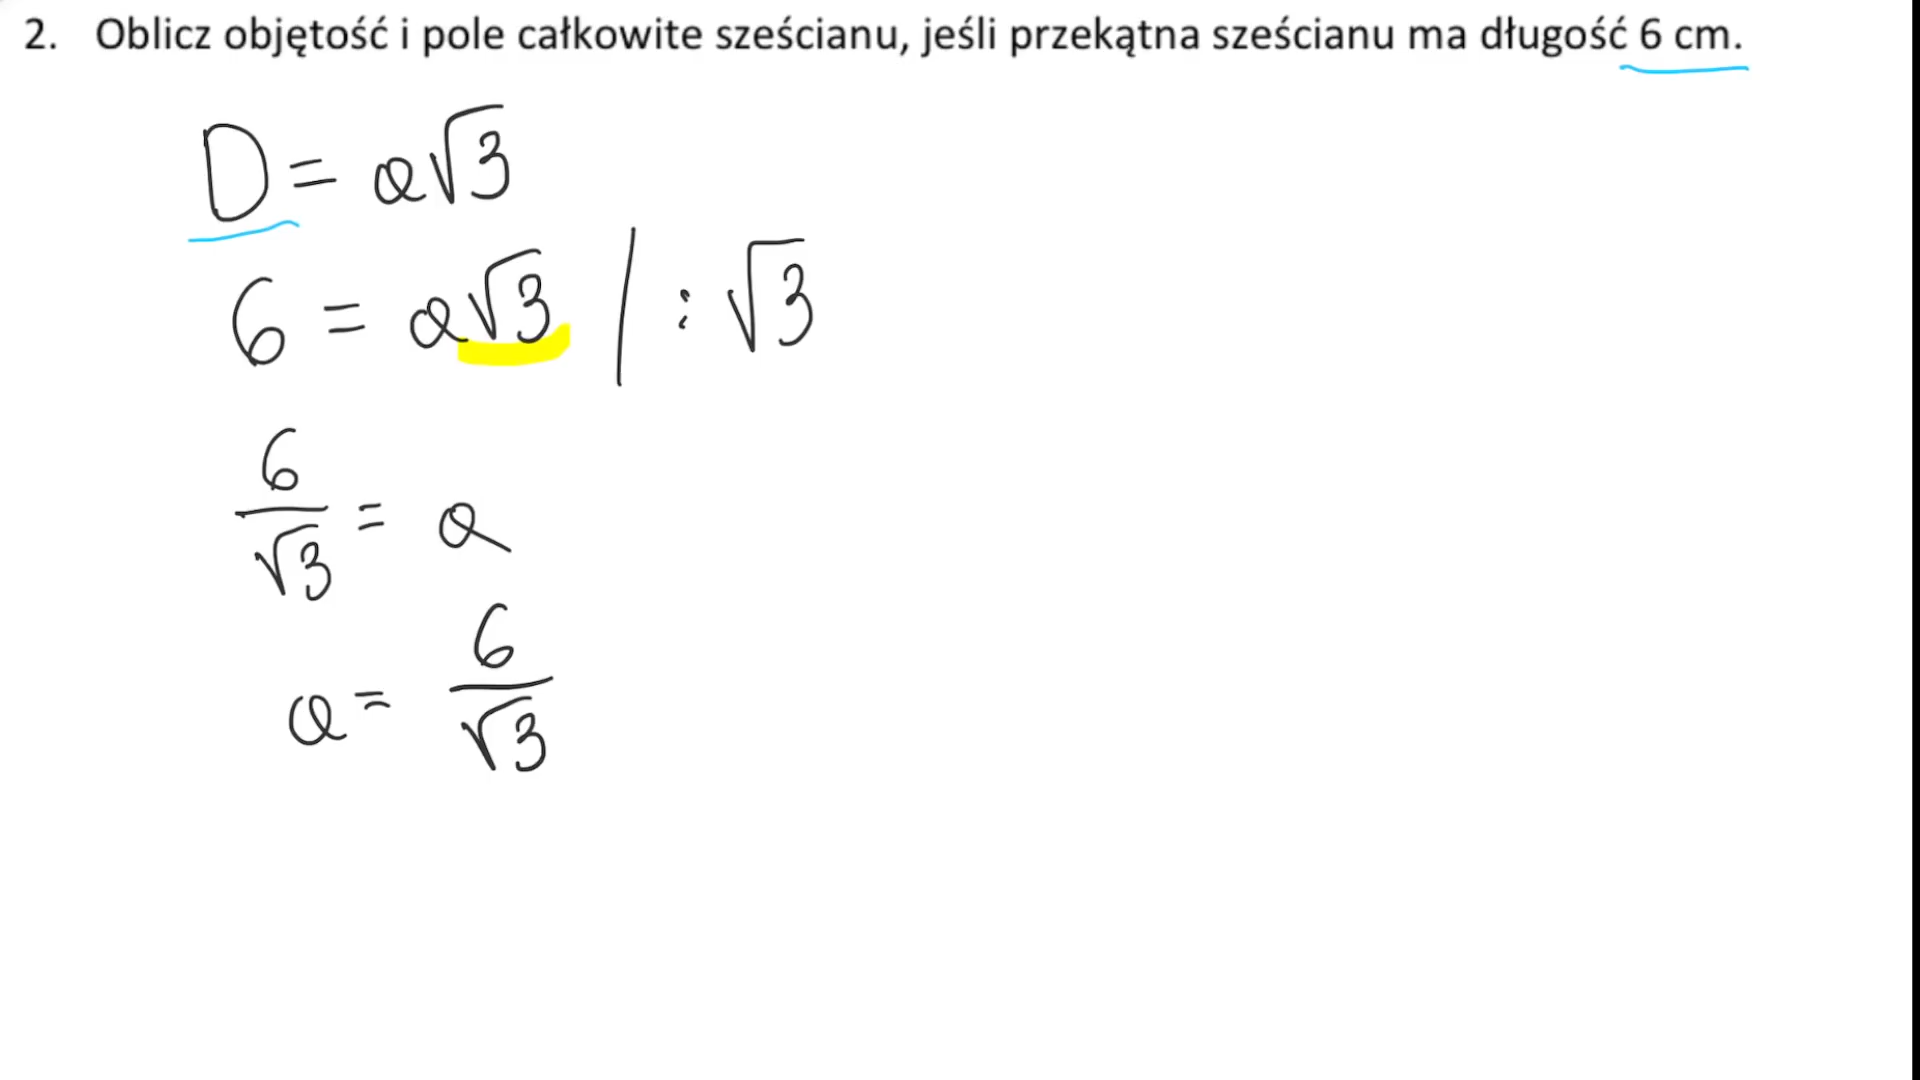 2. Oblicz objętość i pole całkowite sześcianu, jeśli przekątna sześcianu ma długość 6 cm.
D = a√3
6 = a√3 / : √3
6/√3 = a
a = 6/√3